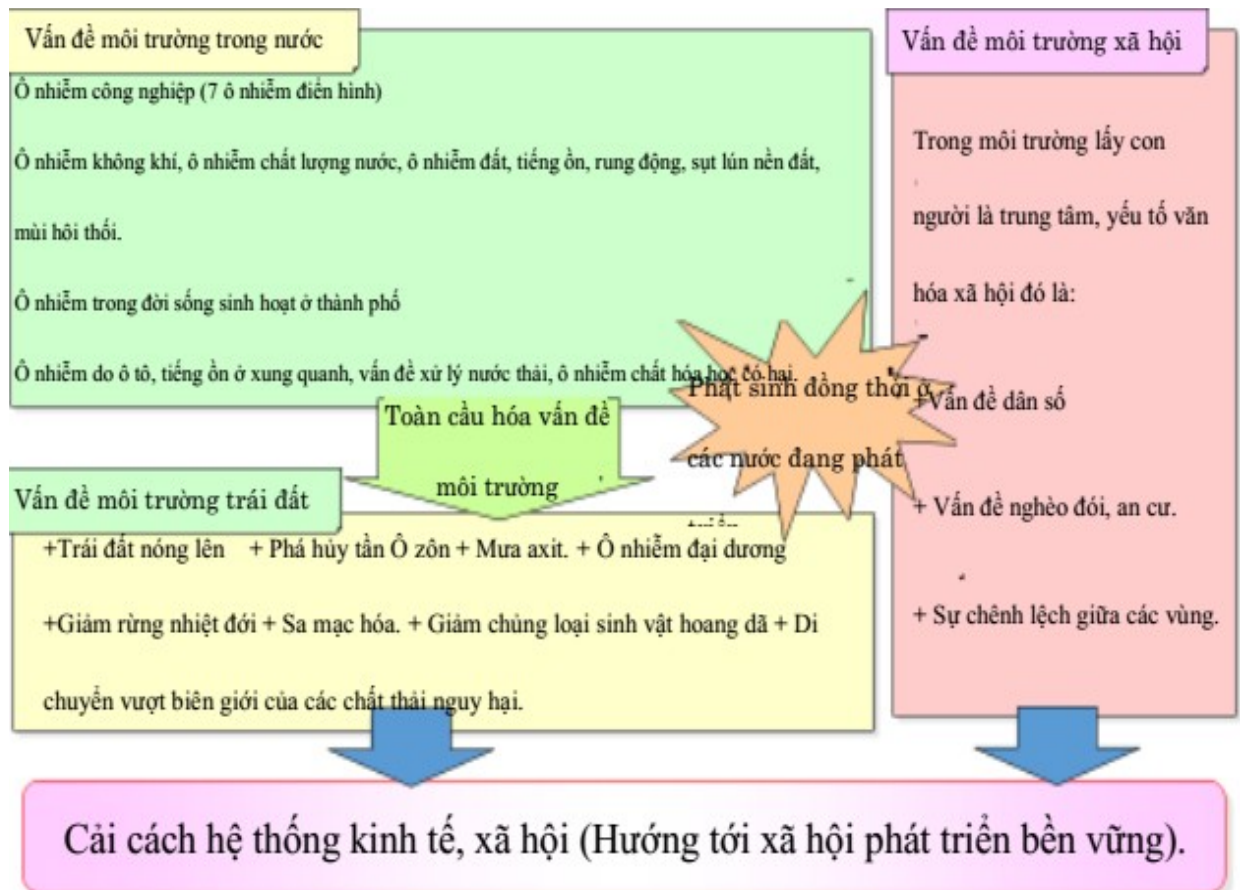 Vấn đề môi trường trong nước
Ô nhiễm công nghiệp (7 ô nhiễm điển hình)
Ô nhiễm không khí, ô nhiễm chất lượng nước, ô nhiễm đất, tiếng ồn, rung động, sụt lún nền đất,
mùi hôi thối.
Ô nhiễm trong đời sống sinh hoạt ở thành phố
Ô nhiễm do ô tô, tiếng ồn ở xung quanh, vấn đề xử lý nước thải, ô nhiễm chất hóa học có hại.
Phát sinh đồng thời ở
các nước đang phát
Toàn cầu hóa vấn đề
môi trường
Vấn đề môi trường trái đất
+Trái đất nóng lên + Phá hủy tần Ô zôn + Mưa axit. + Ô nhiễm đại dương
+Giảm rừng nhiệt đới + Sa mạc hóa. + Giảm chủng loại sinh vật hoang dã + Di
chuyển vượt biên giới của các chất thải nguy hại.
Vấn đề môi trường xã hội
Trong môi trường lấy con
người là trung tâm, yếu tố văn
hóa xã hội đó là:
+Vấn đề dân số
+ Vấn đề nghèo đói, an cư.
+ Sự chênh lệch giữa các vùng.
Cải cách hệ thống kinh tế, xã hội (Hướng tới xã hội phát triển bền vững).